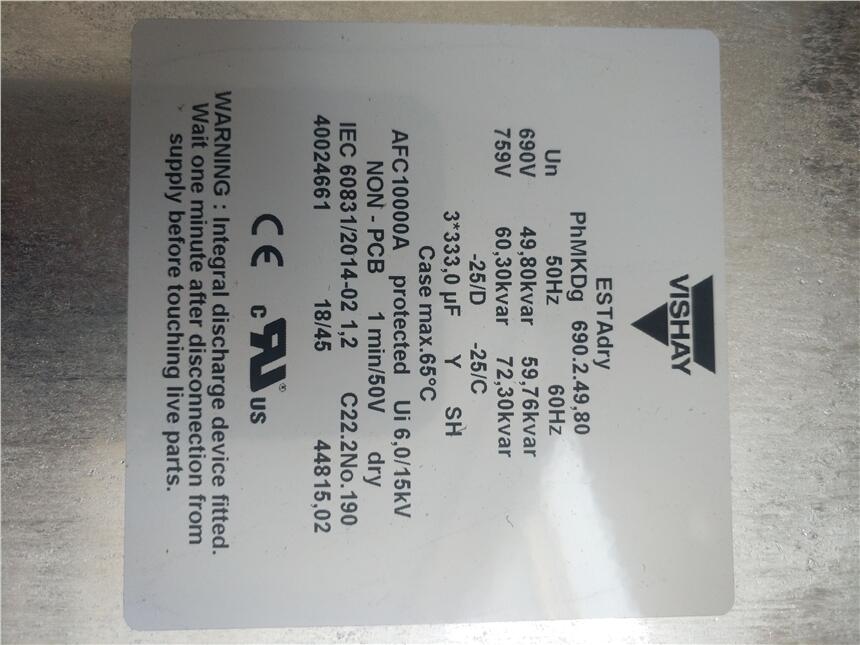 VISHAY
ESTAdry
PhMKDg 690.2.49,80
Un 50Hz 60Hz
690V 49,80kvar 59,76kvar
759V 60,30kvar 72,30kvar
-25/D -25/C
3*333,0 µF Y SH
Case max.65°C
AFC10000A protected Ui 6,0/15kV
NON - PCB 1 min/50V dry
IEC 60831/2014-02 1,2 C22.2No.190
40024661 18/45 44815,02
CE c RU ® US
WARNING : Integral discharge device fitted.
Wait one minute after disconnection from
supply before touching live parts.